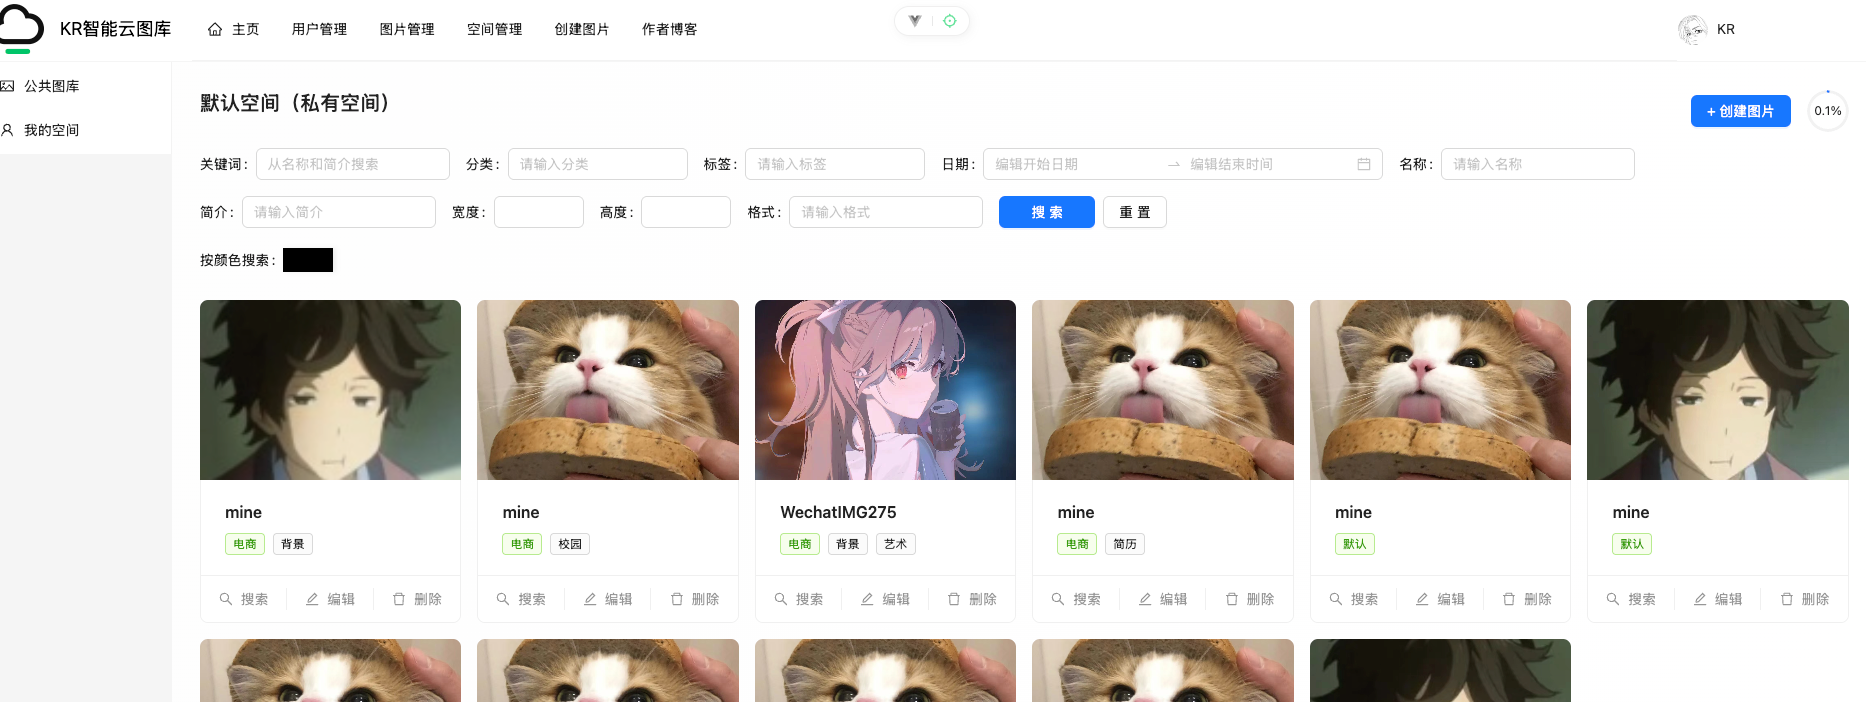 KR智能云图库 主页 用户管理 图片管理 空间管理 创建图片 作者博客 KR
公共图库
我的空间
默认空间（私有空间）
+ 创建图片 0.1%
关键词： 从名称和简介搜索 分类： 请输入分类 标签： 请输入标签 日期： 编辑开始日期 → 编辑结束时间 名称： 请输入名称
简介： 请输入简介 宽度： 高度： 格式： 请输入格式 搜 索 重 置
按颜色搜索：
mine mine WechatIMG275 mine mine mine
电商 背景 电商 校园 电商 背景 艺术 电商 简历 默认 默认
搜索 编辑 删除 搜索 编辑 删除 搜索 编辑 删除 搜索 编辑 删除 搜索 编辑 删除 搜索 编辑 删除